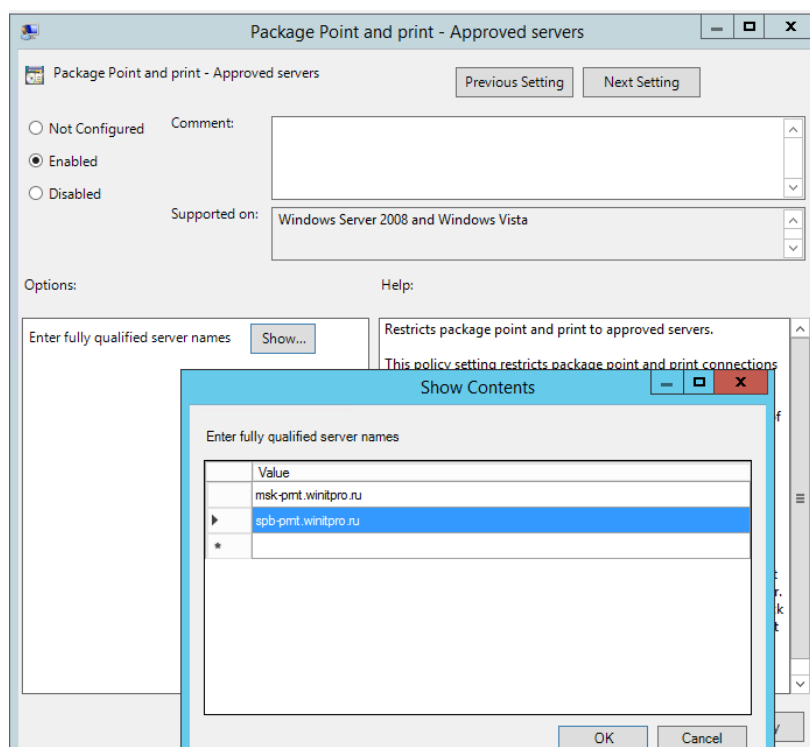 Package Point and print - Approved servers
Package Point and print - Approved servers
Previous Setting
Next Setting
Not Configured
Comment:
Enabled
Disabled
Supported on:
Windows Server 2008 and Windows Vista
Options:
Help:
Enter fully qualified server names
Show...
Restricts package point and print to approved servers.
This policy setting restricts package point and print connections
Show Contents
Enter fully qualified server names
Value
msk-prnt.winitpro.ru
spb-prnt.winitpro.ru
OK
Cancel